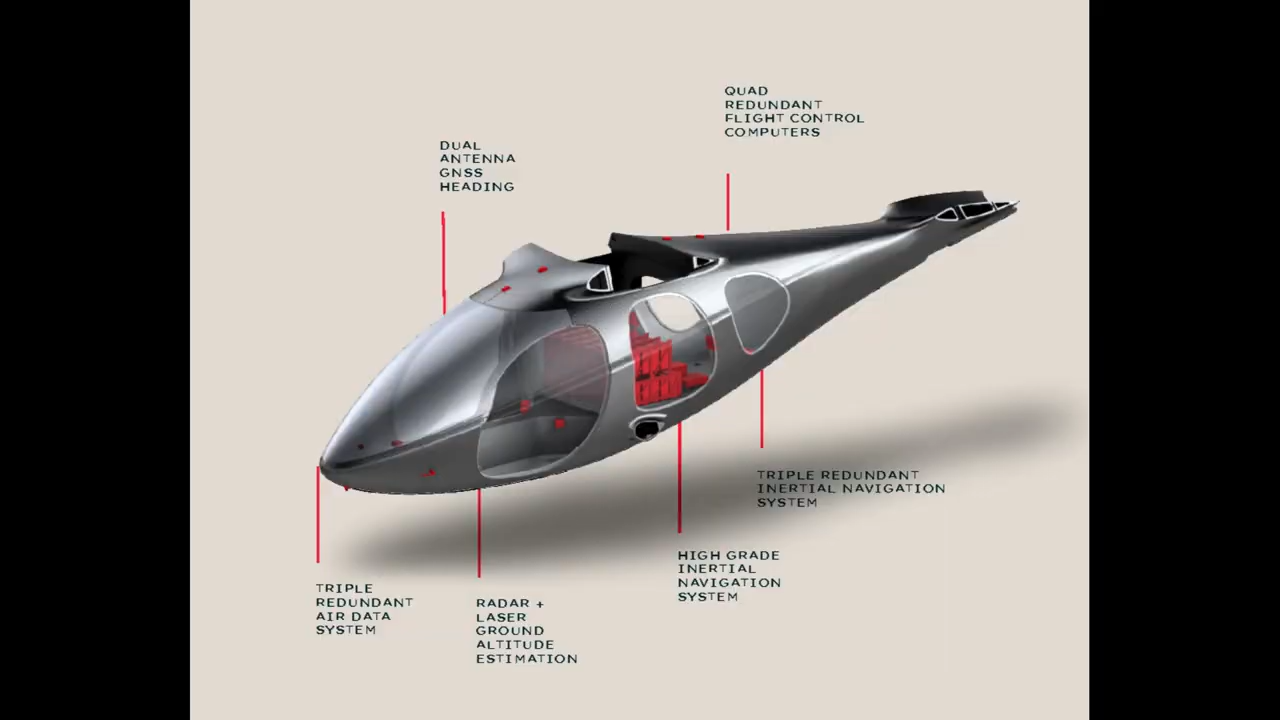 QUAD
REDUNDANT
FLIGHT CONTROL
COMPUTERS
DUAL
ANTENNA
GNSS
HEADING
TRIPLE REDUNDANT
INERTIAL NAVIGATION
SYSTEM
HIGH GRADE
INERTIAL
NAVIGATION
SYSTEM
TRIPLE
REDUNDANT
AIR DATA
SYSTEM
RADAR +
LASER
GROUND
ALTITUDE
ESTIMATION